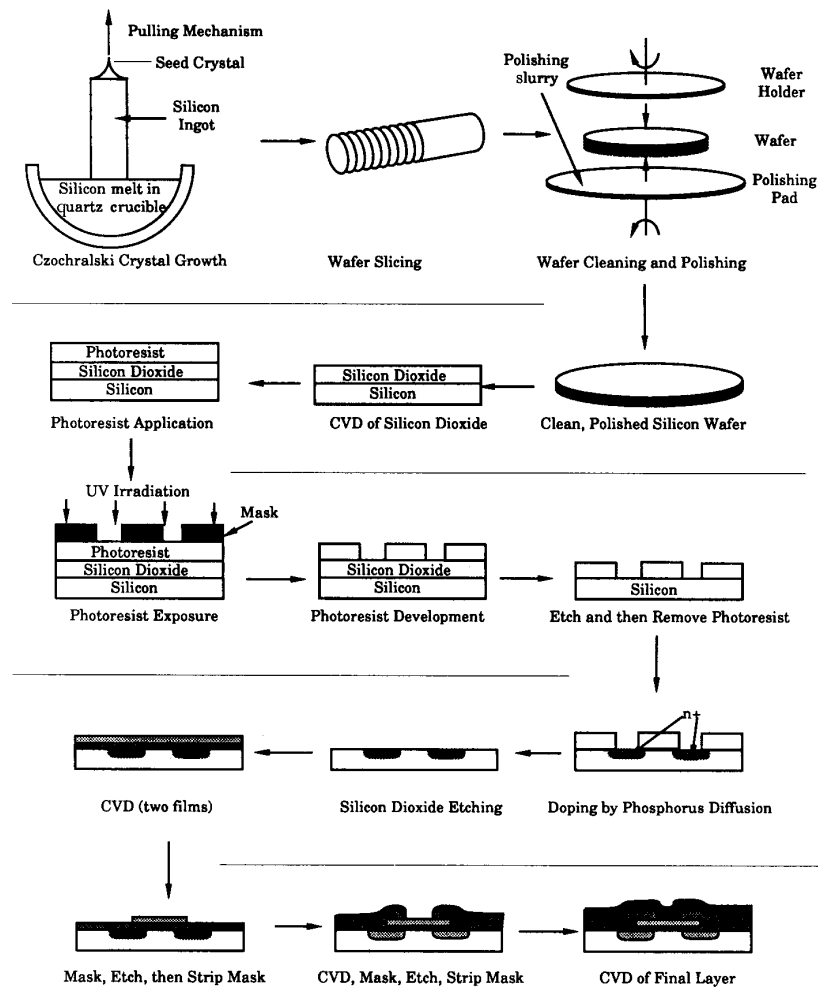 Pulling Mechanism
Seed Crystal
Silicon
Ingot
Silicon melt in
quartz crucible
Czochralski Crystal Growth
Wafer Slicing
Polishing
slurry
Wafer
Holder
Wafer
Polishing
Pad
Wafer Cleaning and Polishing
Photoresist
Silicon Dioxide
Silicon
Photoresist Application
Silicon Dioxide
Silicon
CVD of Silicon Dioxide
Clean, Polished Silicon Wafer
UV Irradiation
Mask
Photoresist
Silicon Dioxide
Silicon
Photoresist Exposure
Silicon Dioxide
Silicon
Photoresist Development
Silicon
Etch and then Remove Photoresist
CVD (two films)
Silicon Dioxide Etching
n+
Doping by Phosphorus Diffusion
Mask, Etch, then Strip Mask
CVD, Mask, Etch, Strip Mask
CVD of Final Layer